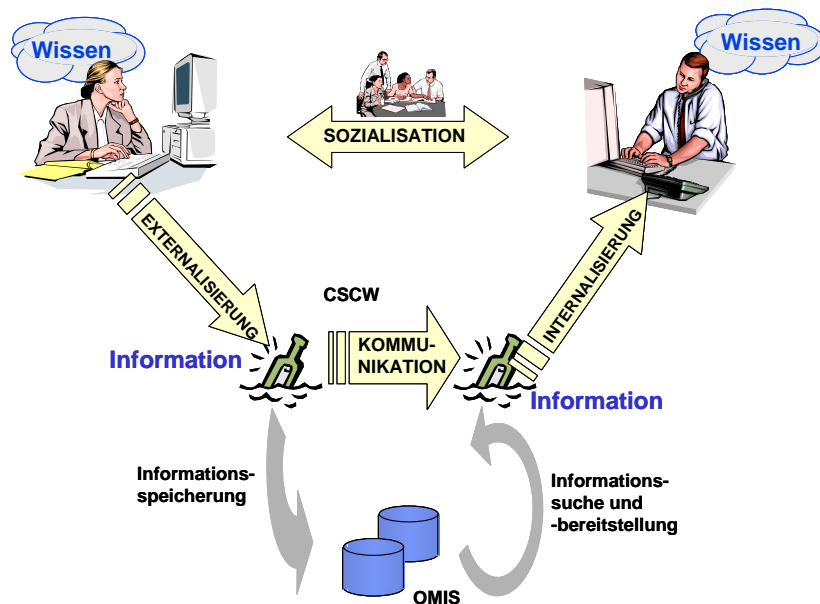 Wissen
Wissen
SOZIALISATION
EXTERNALISIERUNG
INTERNALISIERUNG
CSCW
KOMMU-
NIKATION
Information
Information
Informations-
speicherung
Informations-
suche und
-bereitstellung
OMIS